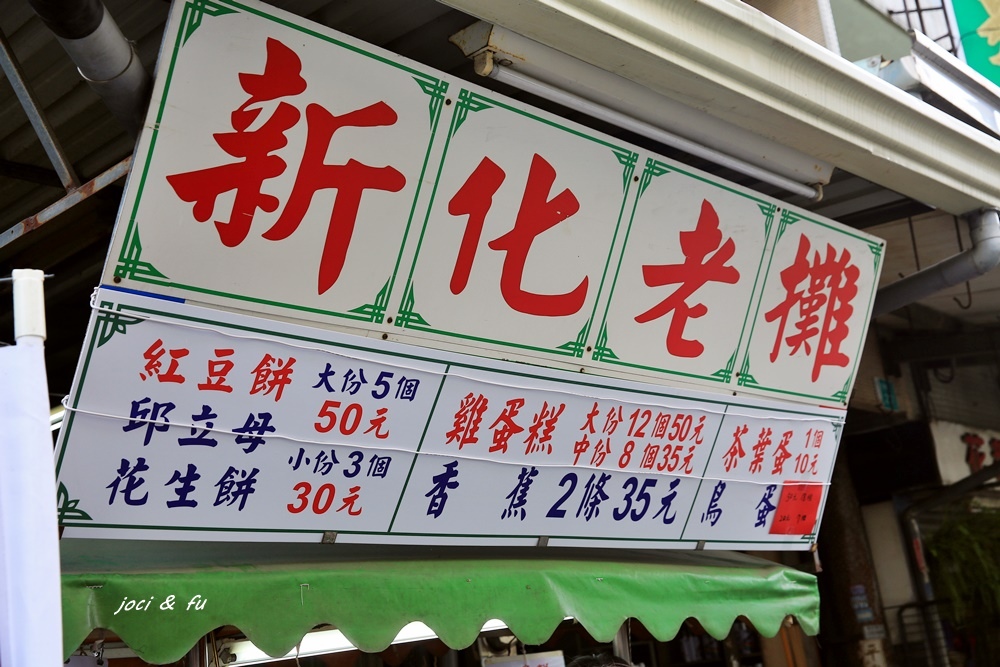 新化老攤
紅豆餅 大份5個
50元
邱立母
花生餅 小份3個
30元
雞蛋糕 大份12個50元
中份8個35元
香蕉 2條35元
茶葉蛋 1個
10元
鳥蛋
joci & fu